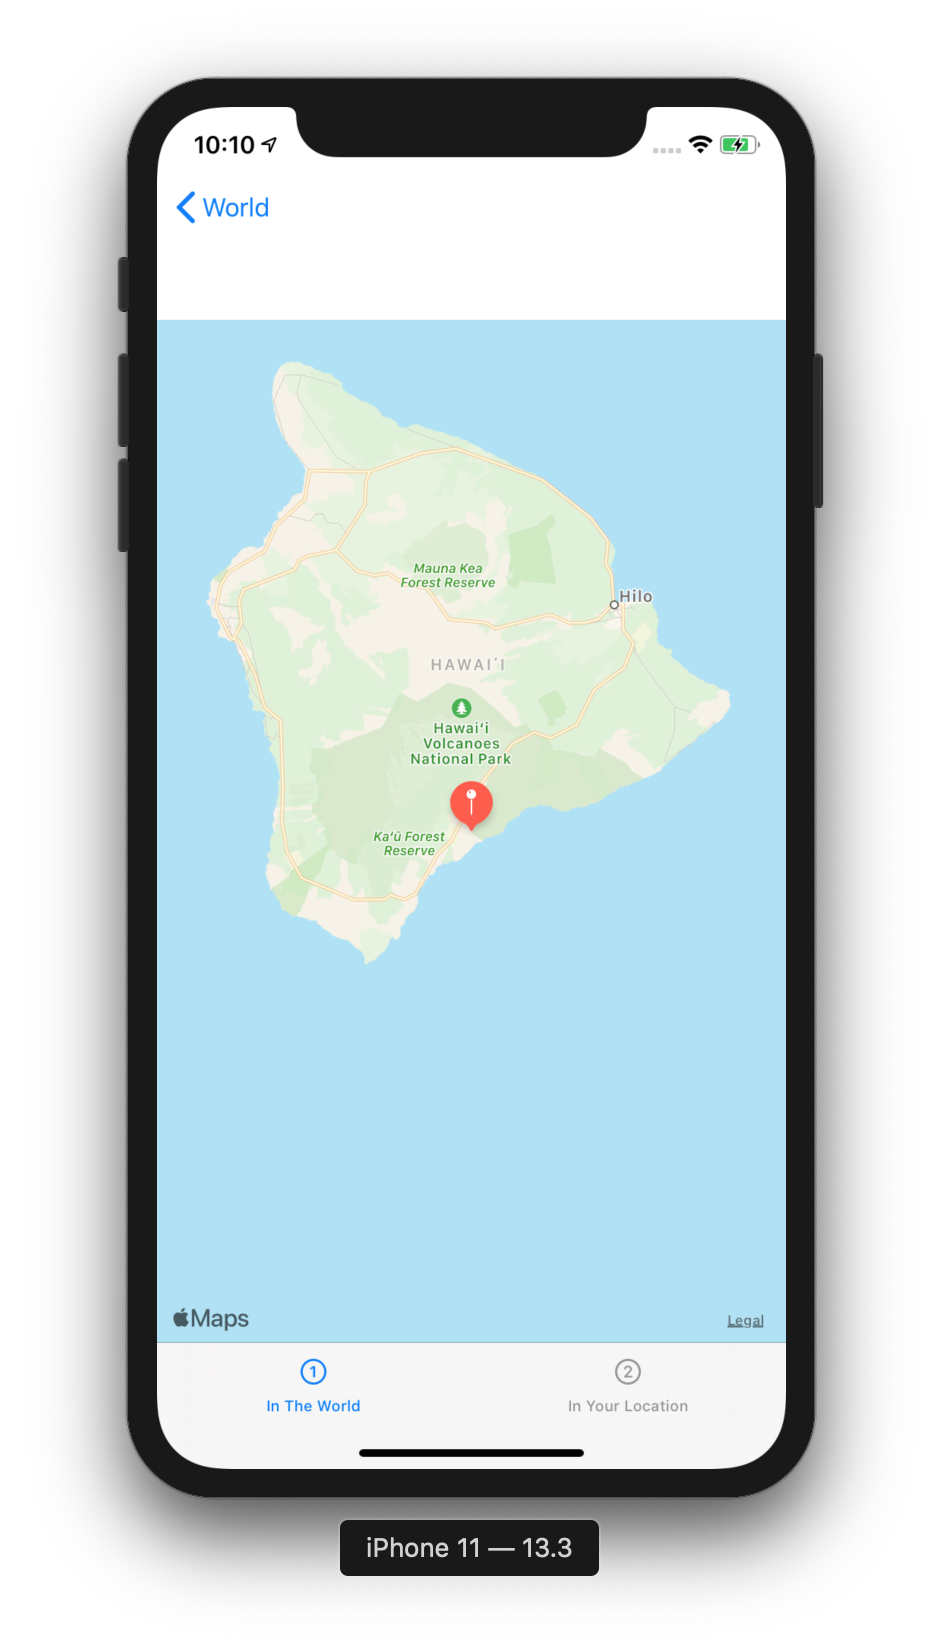 10:10
World
Mauna Kea
Forest Reserve
Hilo
HAWAIʻI
Hawaiʻi
Volcanoes
National Park
Kaʻū Forest
Reserve
Maps
Legal
1
2
In The World
In Your Location
iPhone 11 — 13.3